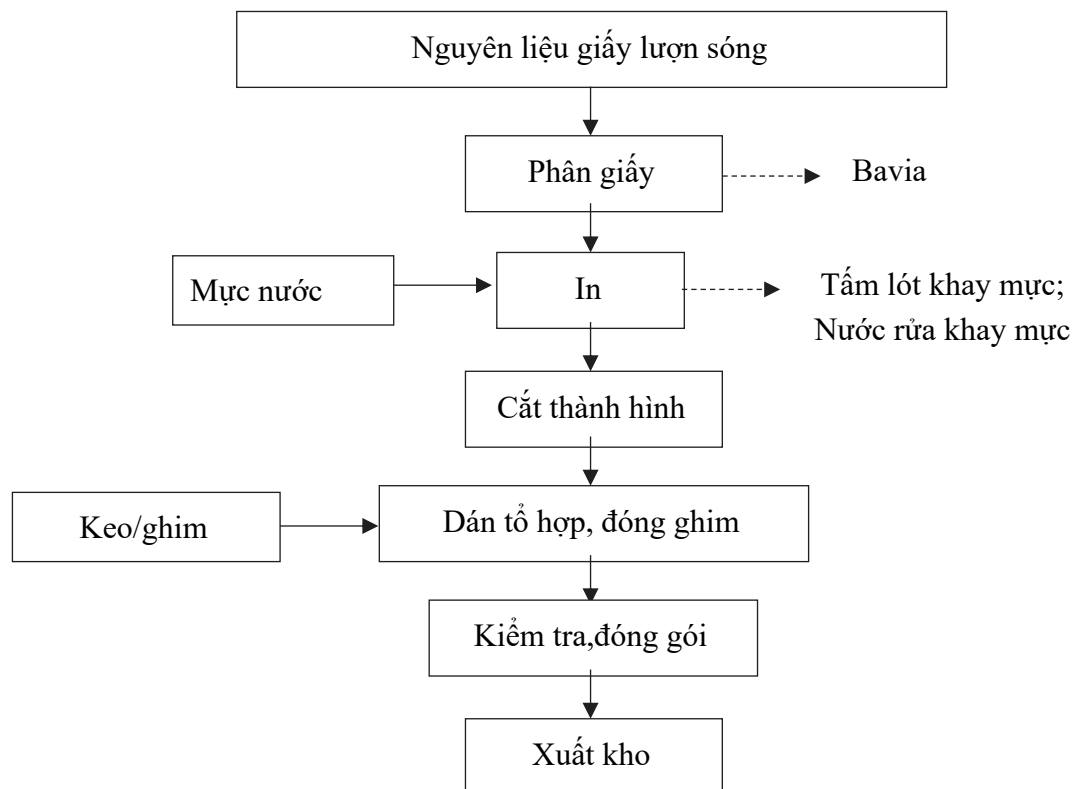 Nguyên liệu giấy lượn sóng
Phân giấy
Bavia
Mực nước
In
Tấm lót khay mực;
Nước rửa khay mực
Cắt thành hình
Keo/ghim
Dán tổ hợp, đóng ghim
Kiểm tra,đóng gói
Xuất kho